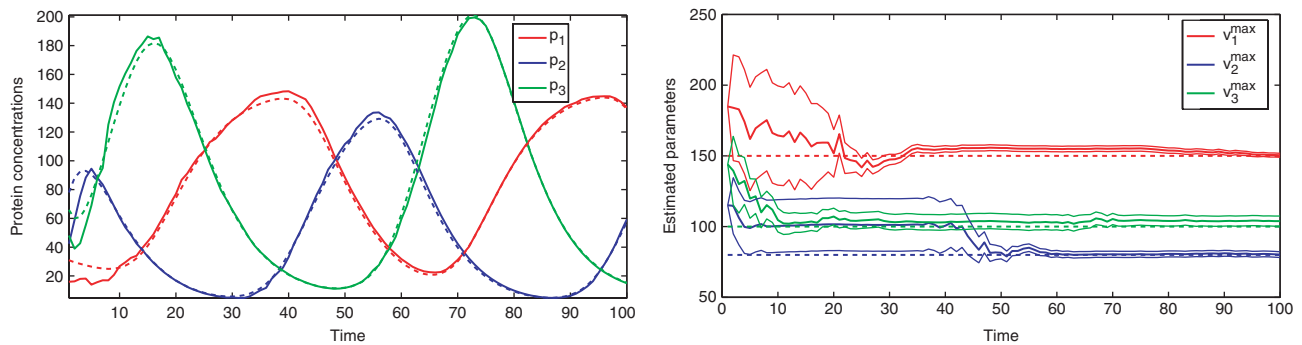 200
180
160
140
120
100
80
60
40
20
Protein concentrations
10 20 30 40 50 60 70 80 90 100
Time
p1
p2
p3
250
200
150
100
50
Estimated parameters
0 10 20 30 40 50 60 70 80 90 100
Time
v1max
v2max
v3max